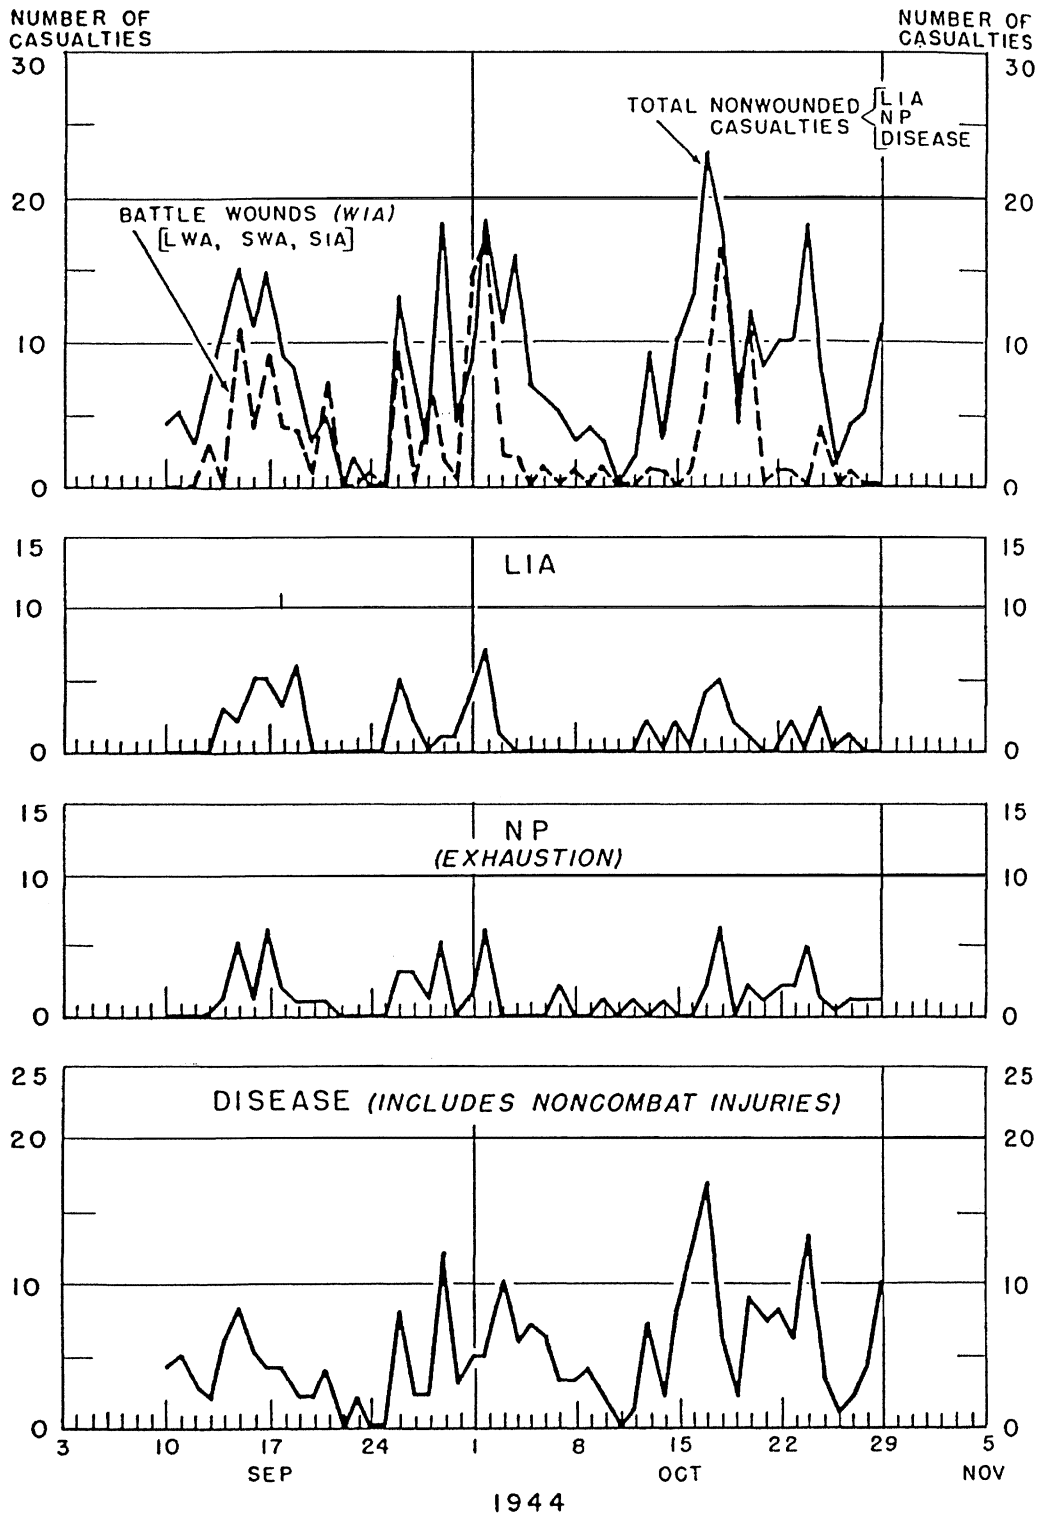 NUMBER OF CASUALTIES
NUMBER OF CASUALTIES
30
30
TOTAL NONWOUNDED CASUALTIES
LIA
NP
DISEASE
20
20
BATTLE WOUNDS (WIA)
[LWA, SWA, SIA]
10
10
0
0
15
15
LIA
10
10
0
0
15
15
NP
(EXHAUSTION)
10
10
0
0
25
25
DISEASE (INCLUDES NONCOMBAT INJURIES)
20
20
10
10
0
0
3 10 17 24 1 8 15 22 29 5
SEP OCT NOV
1944